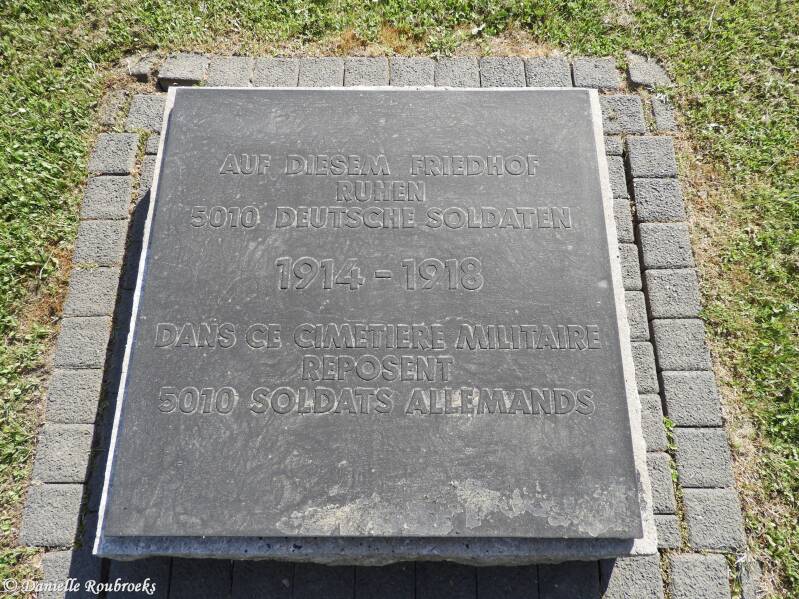 AUF DIESEM FRIEDHOF
RUHEN
5010 DEUTSCHE SOLDATEN
1914-1918
DANS CE CIMETIERE MILITAIRE
REPOSENT
5010 SOLDATS ALLEMANDS
© Danielle Roubroeks